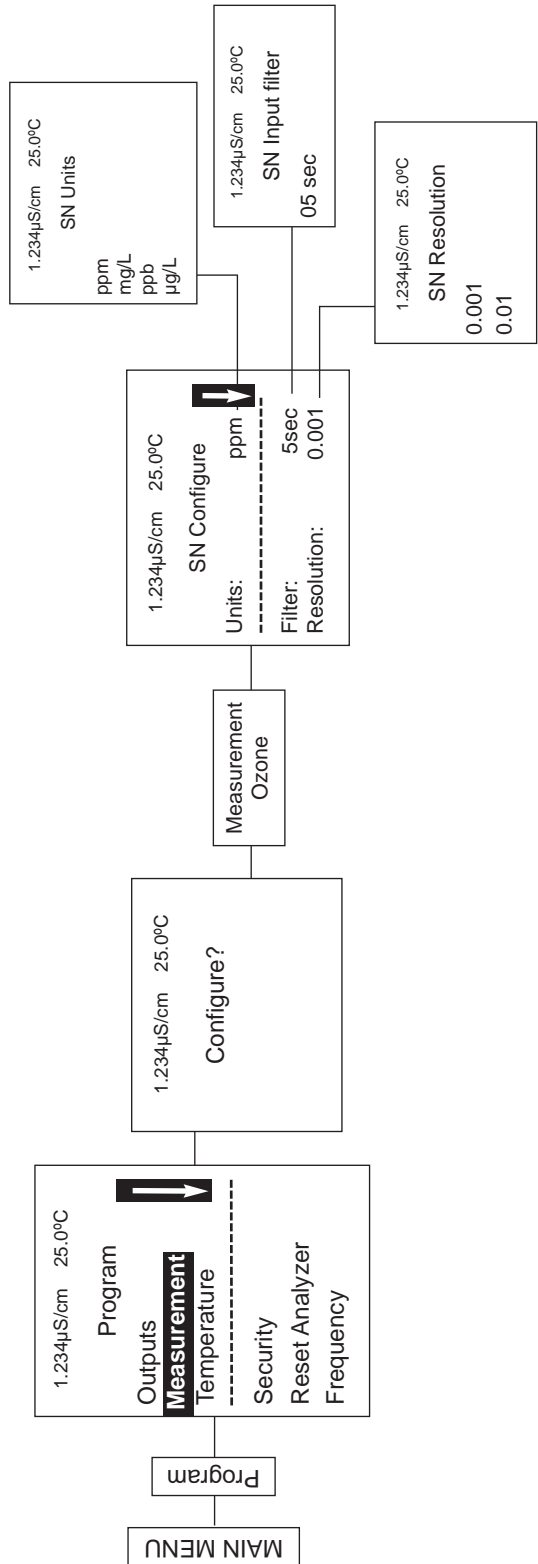 MAIN MENU
Program
1.234µS/cm 25.0ºC
Program
Outputs
Measurement
Temperature
Security
Reset Analyzer
Frequency
1.234µS/cm 25.0ºC
Configure?
Measurement
Ozone
1.234µS/cm 25.0ºC
SN Configure
Units: ppm
Filter: 5sec
Resolution: 0.001
1.234µS/cm 25.0ºC
SN Units
ppm
mg/L
ppb
µg/L
1.234µS/cm 25.0ºC
SN Input filter
05 sec
1.234µS/cm 25.0ºC
SN Resolution
0.001
0.01